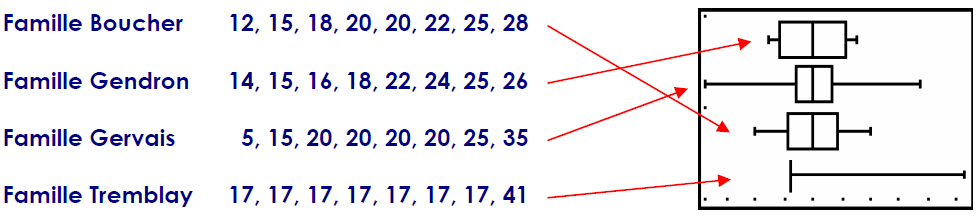 Famille Boucher 12, 15, 18, 20, 20, 22, 25, 28
Famille Gendron 14, 15, 16, 18, 22, 24, 25, 26
Famille Gervais 5, 15, 20, 20, 20, 20, 25, 35
Famille Tremblay 17, 17, 17, 17, 17, 17, 17, 41